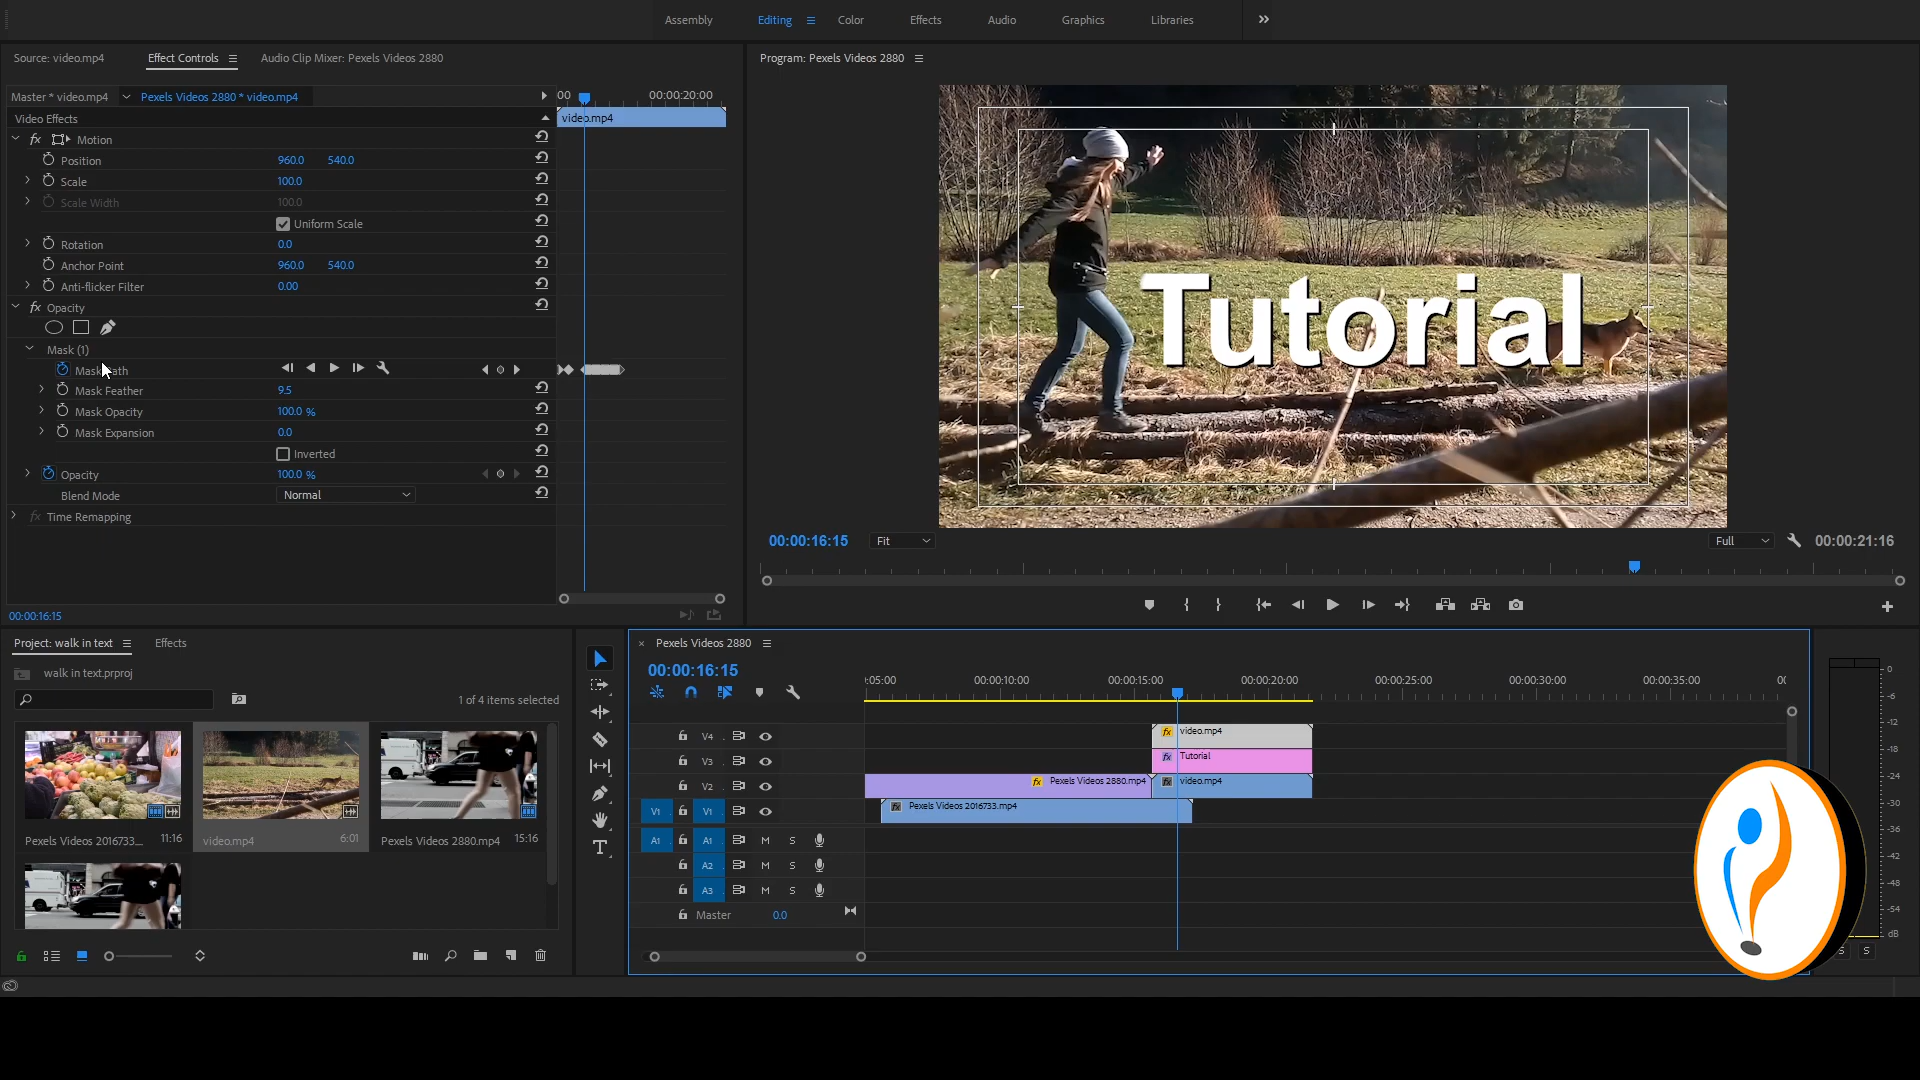 Assembly Editing Color Effects Audio Graphics Libraries
Source: video.mp4 Effect Controls Audio Clip Mixer: Pexels Videos 2880
Master * video.mp4 Pexels Videos 2880 * video.mp4
:00 00:00:20:00
Video Effects
video.mp4
fx Motion
Position 960.0 540.0
Scale 100.0
Scale Width 100.0
Uniform Scale
Rotation 0.0
Anchor Point 960.0 540.0
Anti-flicker Filter 0.00
fx Opacity
Mask (1)
Mask Path
Mask Feather 9.5
Mask Opacity 100.0 %
Mask Expansion 0.0
Inverted
Opacity 100.0 %
Blend Mode Normal
fx Time Remapping
00:00:16:15
Program: Pexels Videos 2880
Tutorial
00:00:16:15 Fit Full 00:00:21:16
Project: walk in text Effects
walk in text.prproj
1 of 4 items selected
Pexels Videos 2016733... 11:16
video.mp4 6:01
Pexels Videos 2880.mp4 15:16
Pexels Videos 2880
00:00:16:15
:05:00 00:00:10:00 00:00:15:00 00:00:20:00 00:00:25:00 00:00:30:00 00:00:35:00
V4 fx video.mp4
V3 fx Tutorial
V2 fx Pexels Videos 2880.mp4 fx video.mp4
V1 V1 fx Pexels Videos 2016733.mp4
A1 A1 M S
A2 M S
A3 M S
Master 0.0
0
-6
-12
-18
-24
-30
-36
-42
-48
-54
dB
S S